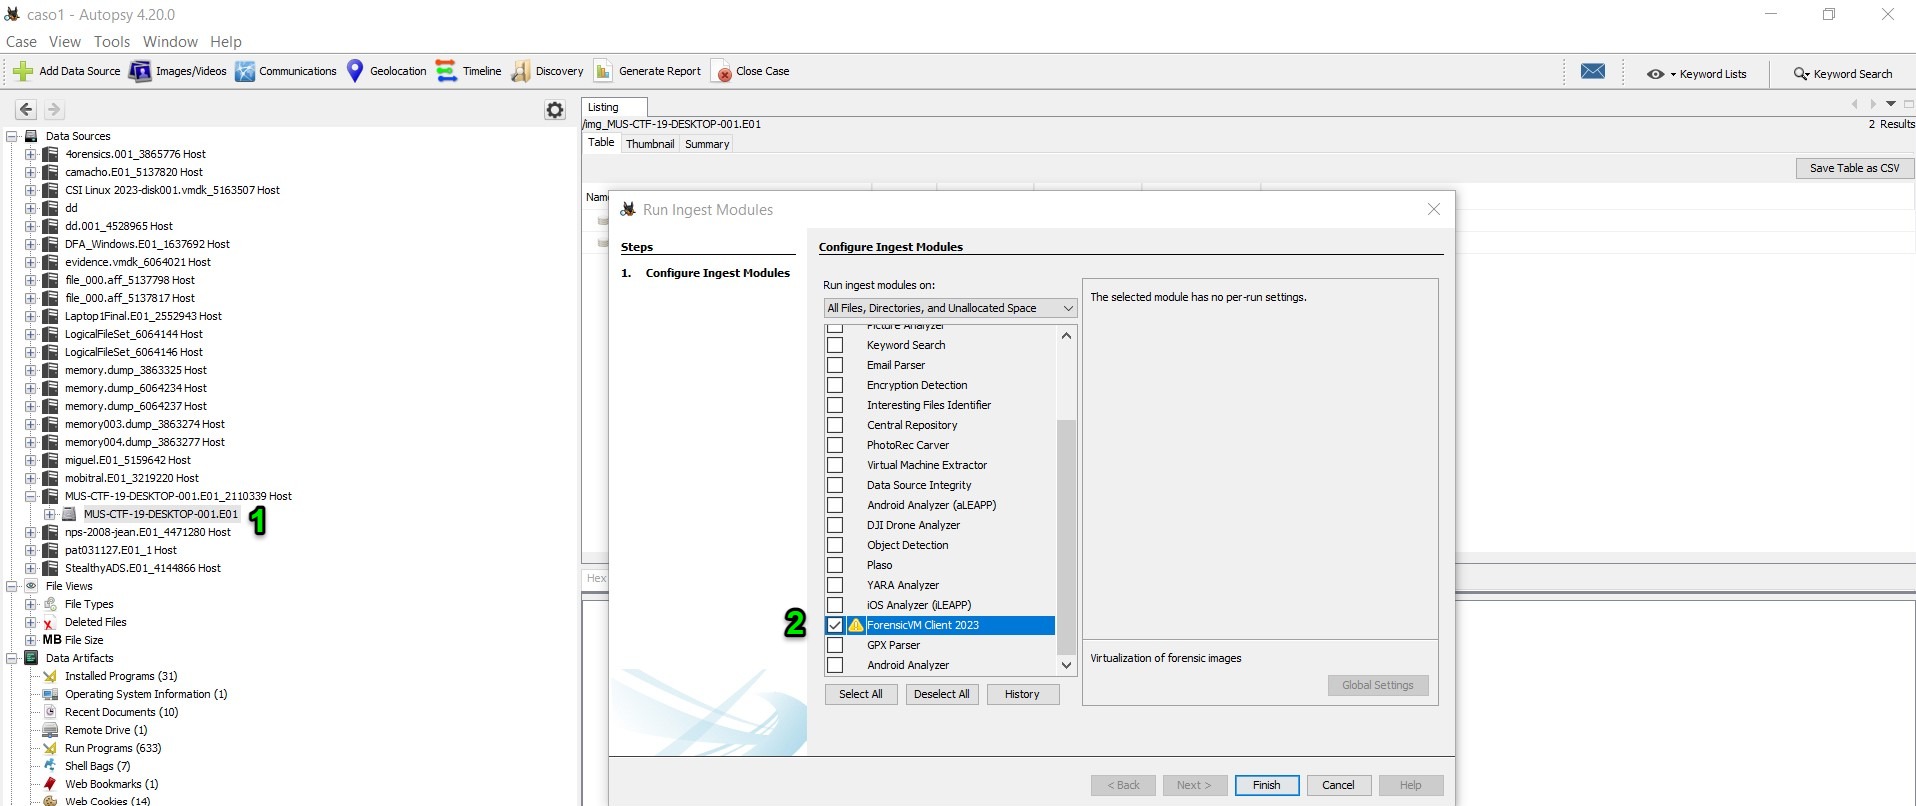 caso1 - Autopsy 4.20.0
Case View Tools Window Help
Add Data Source Images/Videos Communications Geolocation Timeline Discovery Generate Report Close Case Keyword Lists Keyword Search
Data Sources
4orensics.001_3865776 Host
camacho.E01_5137820 Host
CSI Linux 2023-disk001.vmdk_5163507 Host
dd
dd.001_4528965 Host
DFA_Windows.E01_1637692 Host
evidence.vmdk_6064021 Host
file_000.aff_5137798 Host
file_000.aff_5137817 Host
Laptop1Final.E01_2552943 Host
LogicalFileSet_6064144 Host
LogicalFileSet_6064146 Host
memory.dump_3863325 Host
memory.dump_6064234 Host
memory.dump_6064237 Host
memory003.dump_3863274 Host
memory004.dump_3863277 Host
miguel.E01_5159642 Host
mobitral.E01_3219220 Host
MUS-CTF-19-DESKTOP-001.E01_2110339 Host
MUS-CTF-19-DESKTOP-001.E01 1
nps-2008-jean.E01_4471280 Host
pat031127.E01_1 Host
StealthyADS.E01_4144866 Host
File Views
File Types
Deleted Files
MB File Size
Data Artifacts
Installed Programs (31)
Operating System Information (1)
Recent Documents (10)
Remote Drive (1)
Run Programs (633)
Shell Bags (7)
Web Bookmarks (1)
Web Cookies (14)
Listing
/img_MUS-CTF-19-DESKTOP-001.E01
2 Results
Table Thumbnail Summary
Save Table as CSV
Name
Hex
Run Ingest Modules
Steps
1. Configure Ingest Modules
Configure Ingest Modules
Run ingest modules on:
All Files, Directories, and Unallocated Space
Picture Analyzer
Keyword Search
Email Parser
Encryption Detection
Interesting Files Identifier
Central Repository
PhotoRec Carver
Virtual Machine Extractor
Data Source Integrity
Android Analyzer (aLEAPP)
DJI Drone Analyzer
Object Detection
Plaso
YARA Analyzer
iOS Analyzer (iLEAPP)
2 ForensicVM Client 2023
GPX Parser
Android Analyzer
Select All Deselect All History
The selected module has no per-run settings.
Virtualization of forensic images
Global Settings
< Back Next > Finish Cancel Help